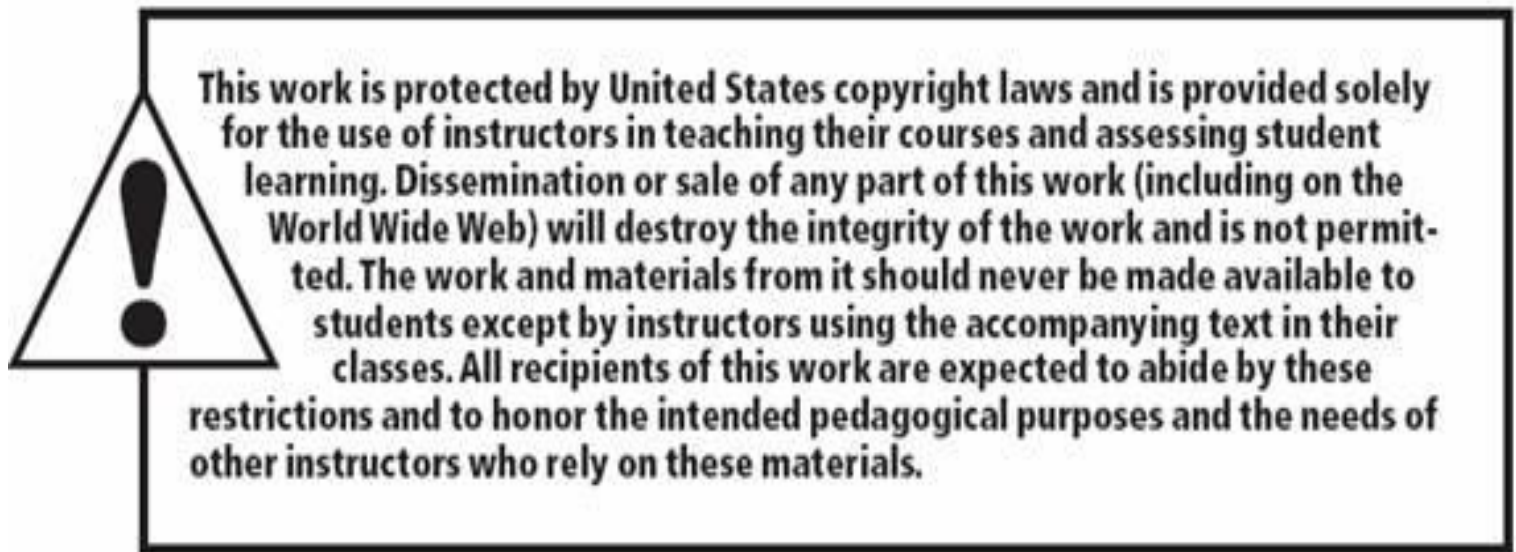 This work is protected by United States copyright laws and is provided solely
for the use of instructors in teaching their courses and assessing student
learning. Dissemination or sale of any part of this work (including on the
World Wide Web) will destroy the integrity of the work and is not permit-
ted. The work and materials from it should never be made available to
students except by instructors using the accompanying text in their
classes. All recipients of this work are expected to abide by these
restrictions and to honor the intended pedagogical purposes and the needs of
other instructors who rely on these materials.